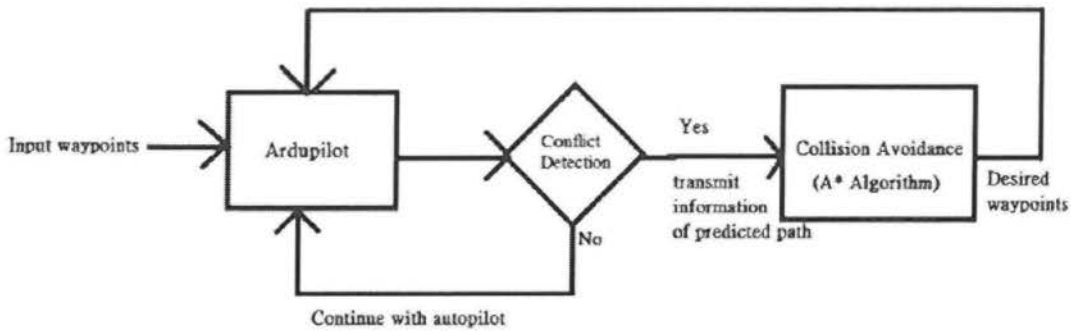 Input waypoints
Ardupilot
Conflict
Detection
Yes
transmit
information
of predicted path
No
Continue with autopilot
Collision Avoidance
(A* Algorithm)
Desired
waypoints